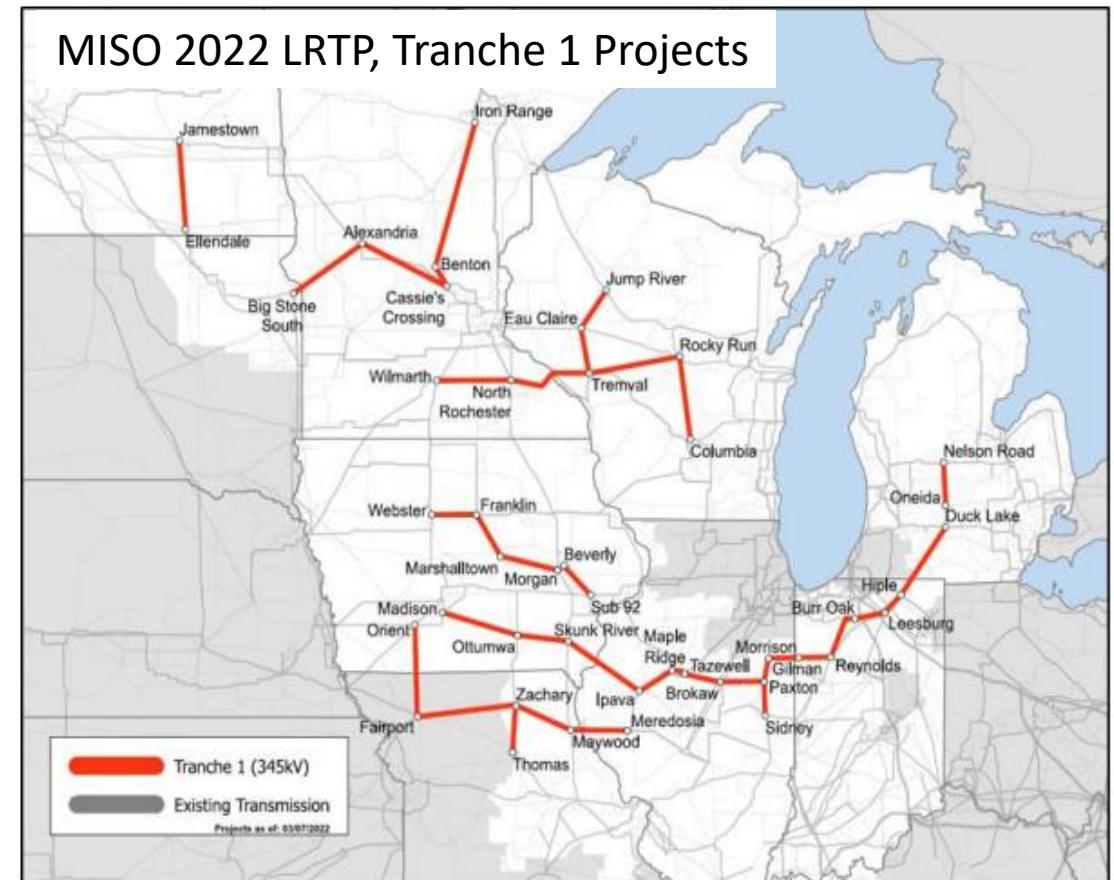 MISO 2022 LRTP, Tranche 1 Projects
Iron Range
Jamestown
Ellendale
Alexandria
Benton
Big Stone
South
Cassie's
Crossing
Jump River
Eau Claire
Rocky Run
Wilmarth
North
Rochester
Tremval
Columbia
Nelson Road
Oneida
Duck Lake
Webster
Franklin
Marshalltown
Beverly
Morgan
Sub 92
Hiple
Burr Oak
Leesburg
Madison
Orient
Ottumwa
Skunk River
Maple
Ridge
Tazewell
Morrison
Gilman
Reynolds
Brokaw
Paxton
Ipava
Zachary
Meredosia
Sidney
Fairport
Maywood
Thomas
Tranche 1 (345kV)
Existing Transmission
Projects as of: 03/07/2022